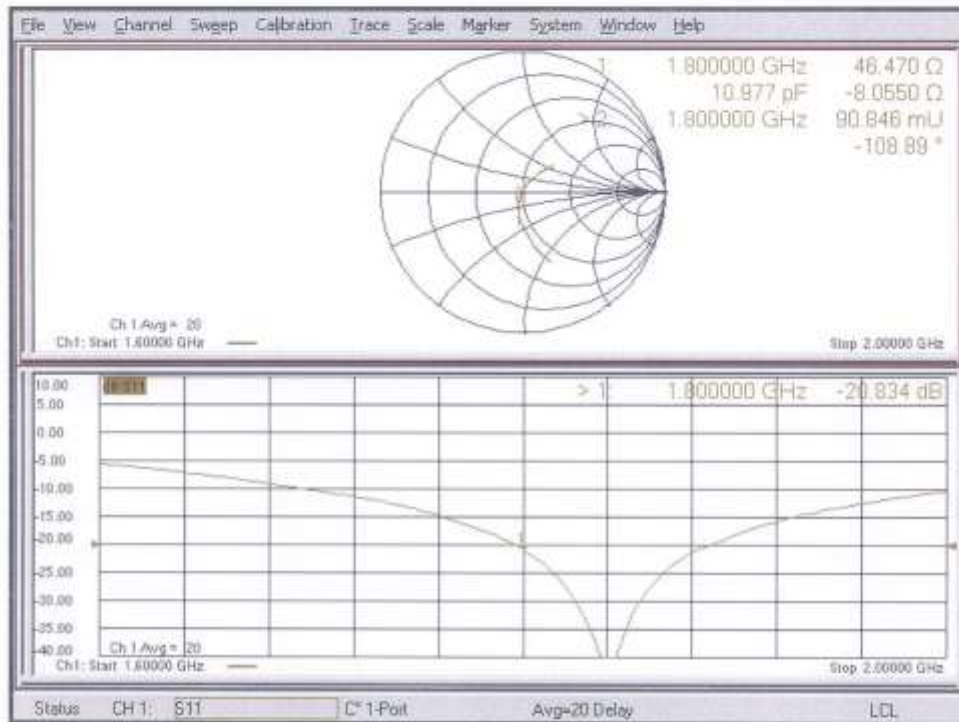 File View Channel Sweep Calibration Trace Scale Marker System Window Help
1: 1.800000 GHz 46.470 Ω
10.977 pF -8.0550 Ω
> 2: 1.800000 GHz 90.846 mU
-108.89 °
Ch 1 Avg = 20
Ch1: Start 1.60000 GHz Stop 2.00000 GHz
10.00
> 1: 1.800000 GHz -20.834 dB
5.00
0.00
-5.00
-10.00
-15.00
-20.00
1
-25.00
-30.00
-35.00
-40.00
Ch 1 Avg = 20
Ch1: Start 1.60000 GHz Stop 2.00000 GHz
Status CH 1: S11 C* 1-Port Avg=20 Delay LCL